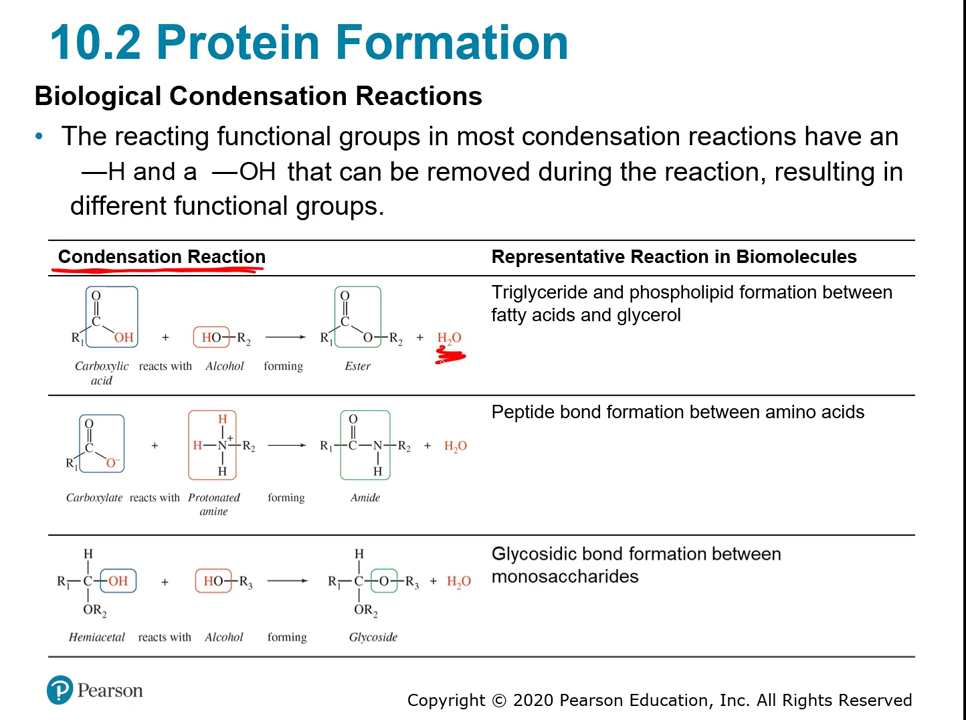 10.2 Protein Formation
Biological Condensation Reactions
• The reacting functional groups in most condensation reactions have an
—H and a —OH that can be removed during the reaction, resulting in
different functional groups.
Condensation Reaction Representative Reaction in Biomolecules
O O
C C
R₁ OH + HO—R₂ → R₁ O—R₂ + H₂O
Carboxylic reacts with Alcohol forming Ester
acid
Triglyceride and phospholipid formation between
fatty acids and glycerol
O H O
C + H—N⁺—R₂ → R₁—C—N—R₂ + H₂O
R₁ O⁻ H H
Carboxylate reacts with Protonated forming Amide
amine
Peptide bond formation between amino acids
H H
R₁—C—OH + HO—R₃ → R₁—C—O—R₃ + H₂O
OR₂ OR₂
Hemiacetal reacts with Alcohol forming Glycoside
Glycosidic bond formation between
monosaccharides
P Pearson
Copyright © 2020 Pearson Education, Inc. All Rights Reserved